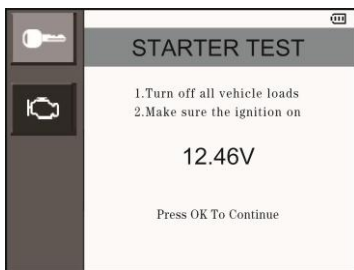 STARTER TEST
1.Turn off all vehicle loads
2.Make sure the ignition on
12.46V
Press OK To Continue